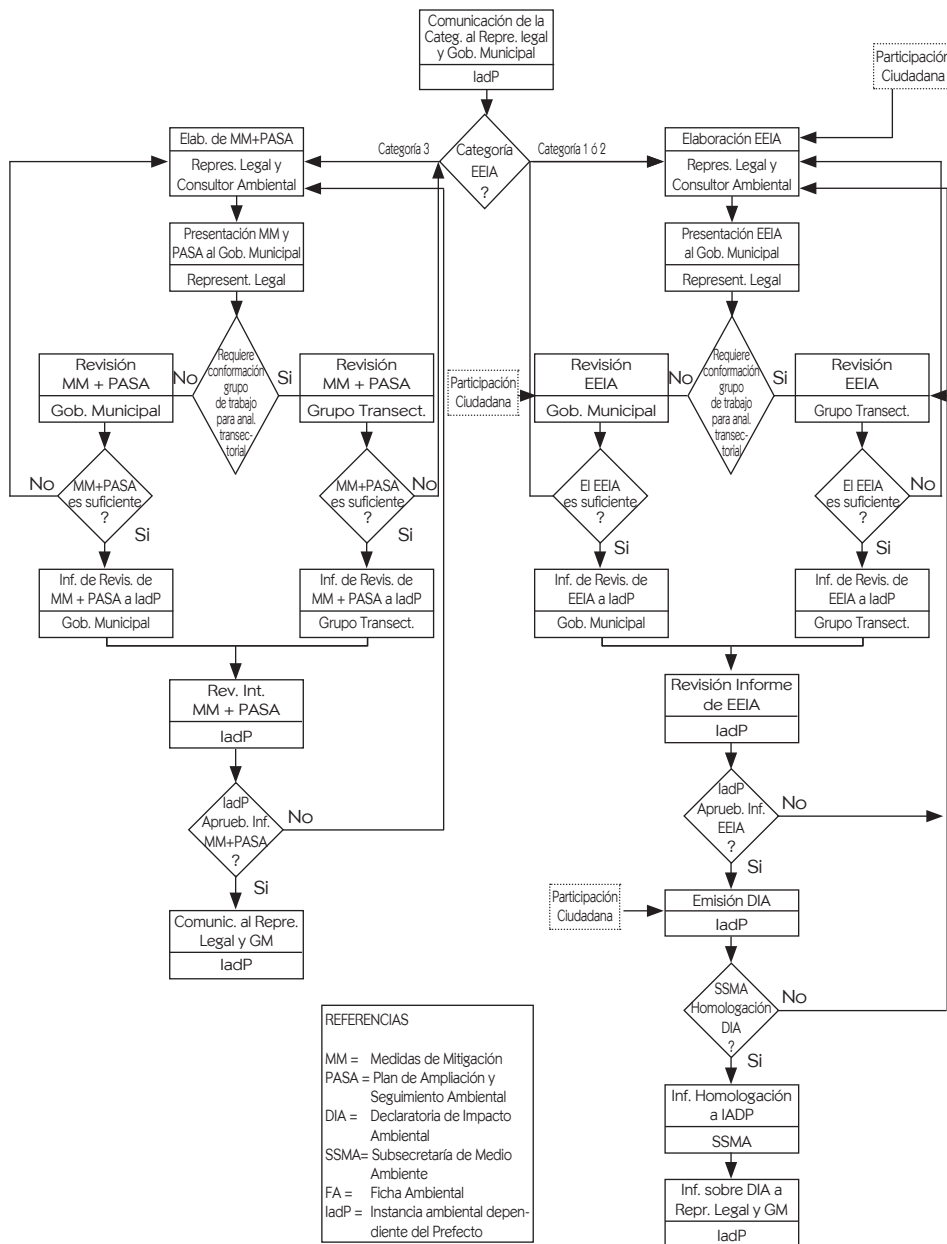 Comunicación de la
Categ. al Repre. legal
y Gob. Municipal
IadP
Participación
Ciudadana
Categoría
EEIA
?
Categoría 3
Categoría 1 ó 2
Elab. de MM+PASA
Repres. Legal y
Consultor Ambiental
Elaboración EEIA
Repres. Legal y
Consultor Ambiental
Presentación MM y
PASA al Gob. Municipal
Represent. Legal
Presentación EEIA
al Gob. Municipal
Represent. Legal
Revisión
MM + PASA
Gob. Municipal
No
Requiere
conformación
grupo
de trabajo
para anal.
transec-
torial
Si
Revisión
MM + PASA
Grupo Transect.
Participación
Ciudadana
Revisión
EEIA
Gob. Municipal
No
Requiere
conformación
grupo
de trabajo
para anal.
transec-
torial
Si
Revisión
EEIA
Grupo Transect.
No
MM+PASA
es suficiente
?
Si
MM+PASA
es suficiente
?
No
Si
El EEIA
es suficiente
?
Si
El EEIA
es suficiente
?
No
Si
Inf. de Revis. de
MM + PASA a IadP
Gob. Municipal
Inf. de Revis. de
MM + PASA a IadP
Grupo Transect.
Inf. de Revis. de
EEIA a IadP
Gob. Municipal
Inf. de Revis. de
EEIA a IadP
Grupo Transect.
Rev. Int.
MM + PASA
IadP
Revisión Informe
de EEIA
IadP
IadP
Aprueb. Inf.
MM+PASA
?
No
Si
IadP
Aprueb. Inf.
EEIA
?
No
Si
Comunic. al Repre.
Legal y GM
IadP
Participación
Ciudadana
Emisión DIA
IadP
SSMA
Homologación
DIA
?
No
Si
Inf. Homologación
a IADP
SSMA
Inf. sobre DIA a
Repr. Legal y GM
IadP
REFERENCIAS
MM = Medidas de Mitigación
PASA = Plan de Ampliación y
Seguimiento Ambiental
DIA = Declaratoria de Impacto
Ambiental
SSMA= Subsecretaría de Medio
Ambiente
FA = Ficha Ambiental
IadP = Instancia ambiental depen-
diente del Prefecto